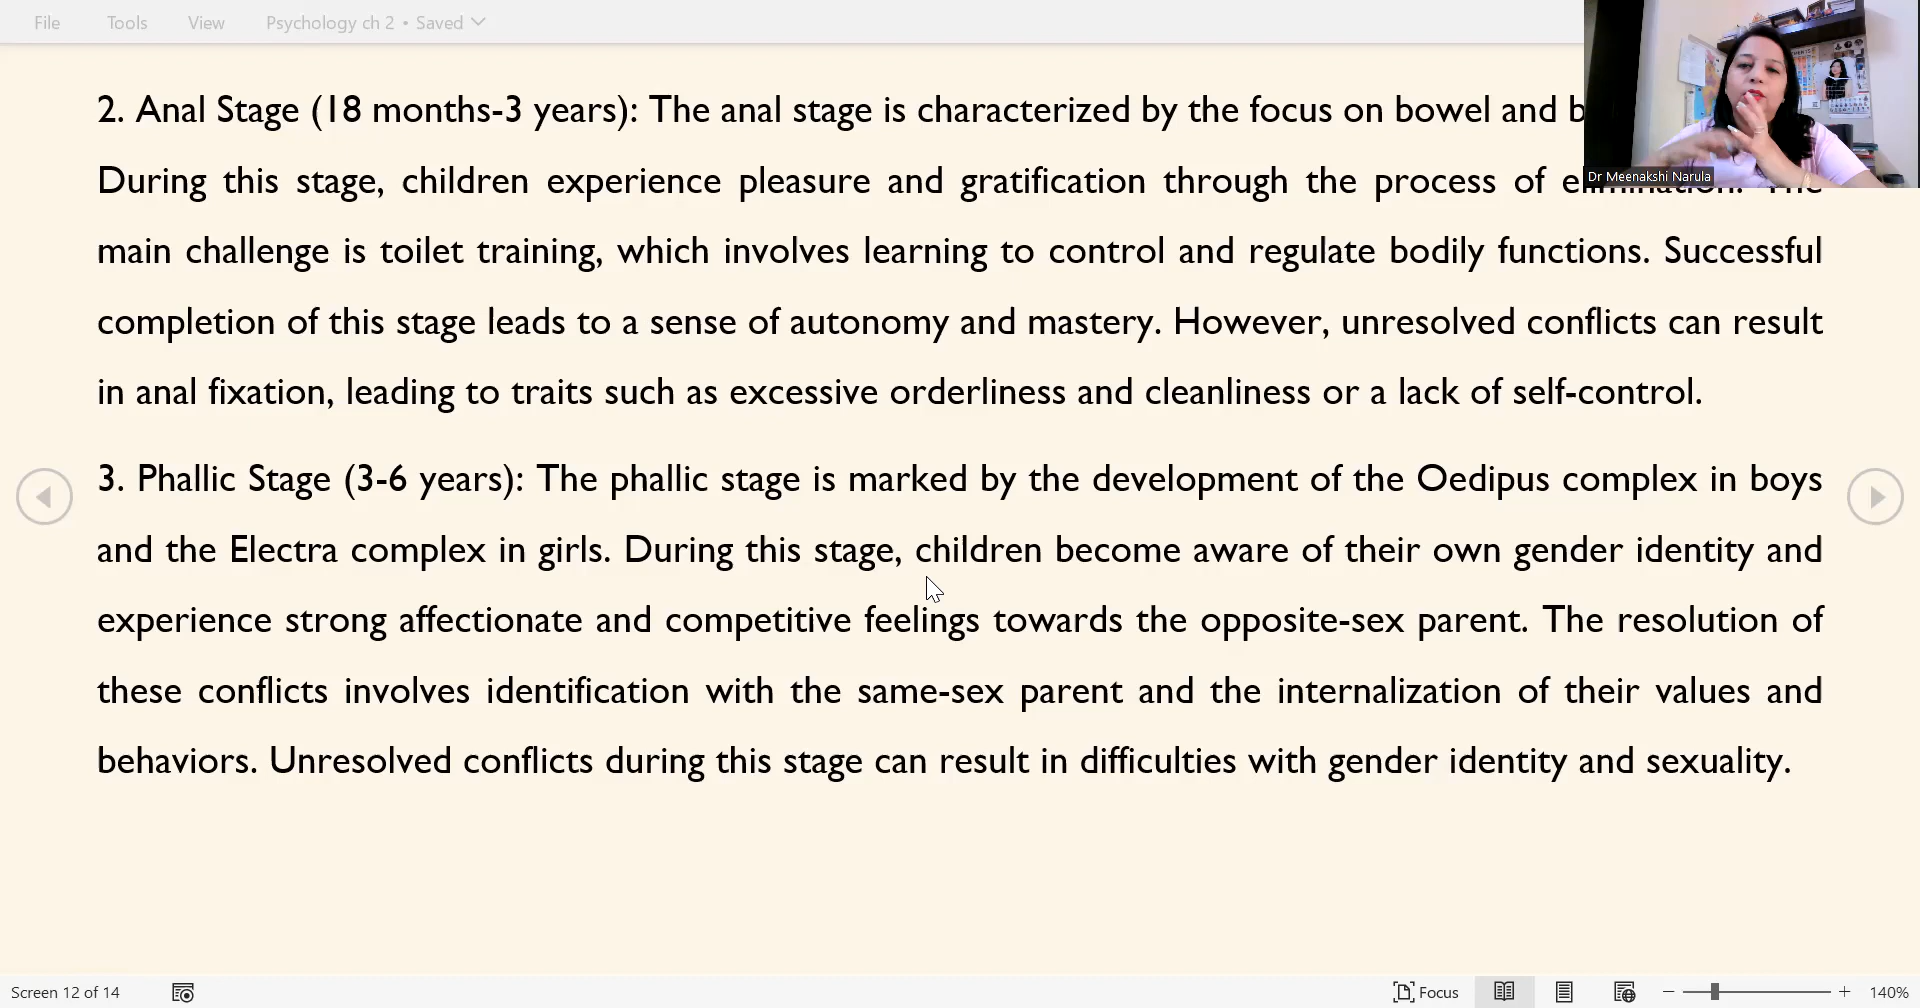 File Tools View Psychology ch 2 • Saved
2. Anal Stage (18 months-3 years): The anal stage is characterized by the focus on bowel and
During this stage, children experience pleasure and gratification through the process of elimination. The
Dr Meenakshi Narula
main challenge is toilet training, which involves learning to control and regulate bodily functions. Successful
completion of this stage leads to a sense of autonomy and mastery. However, unresolved conflicts can result
in anal fixation, leading to traits such as excessive orderliness and cleanliness or a lack of self-control.
3. Phallic Stage (3-6 years): The phallic stage is marked by the development of the Oedipus complex in boys
and the Electra complex in girls. During this stage, children become aware of their own gender identity and
experience strong affectionate and competitive feelings towards the opposite-sex parent. The resolution of
these conflicts involves identification with the same-sex parent and the internalization of their values and
behaviors. Unresolved conflicts during this stage can result in difficulties with gender identity and sexuality.
Screen 12 of 14 Focus 140%